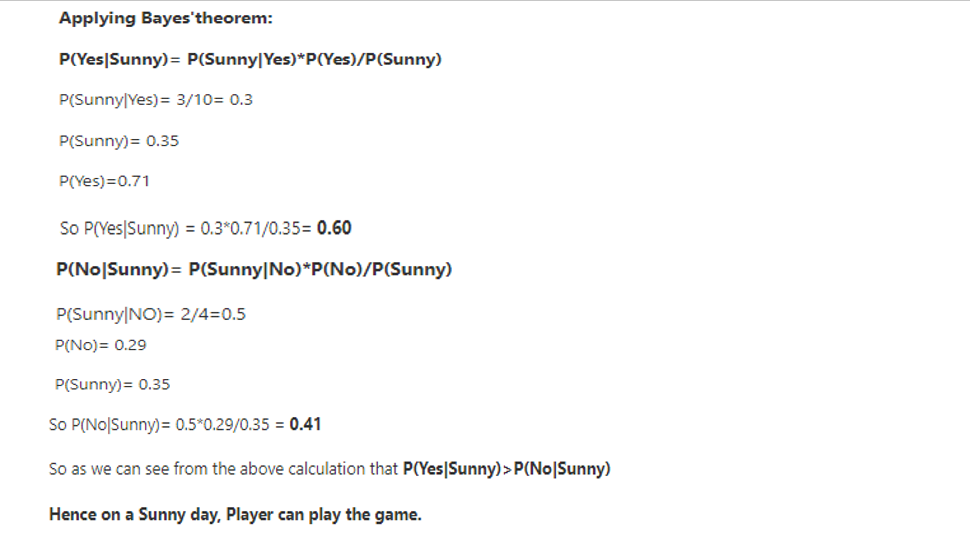 Applying Bayes'theorem:
P(Yes|Sunny)= P(Sunny|Yes)*P(Yes)/P(Sunny)
P(Sunny|Yes)= 3/10= 0.3
P(Sunny)= 0.35
P(Yes)=0.71
So P(Yes|Sunny) = 0.3*0.71/0.35= 0.60
P(No|Sunny)= P(Sunny|No)*P(No)/P(Sunny)
P(Sunny|NO)= 2/4=0.5
P(No)= 0.29
P(Sunny)= 0.35
So P(No|Sunny)= 0.5*0.29/0.35 = 0.41
So as we can see from the above calculation that P(Yes|Sunny)>P(No|Sunny)
Hence on a Sunny day, Player can play the game.